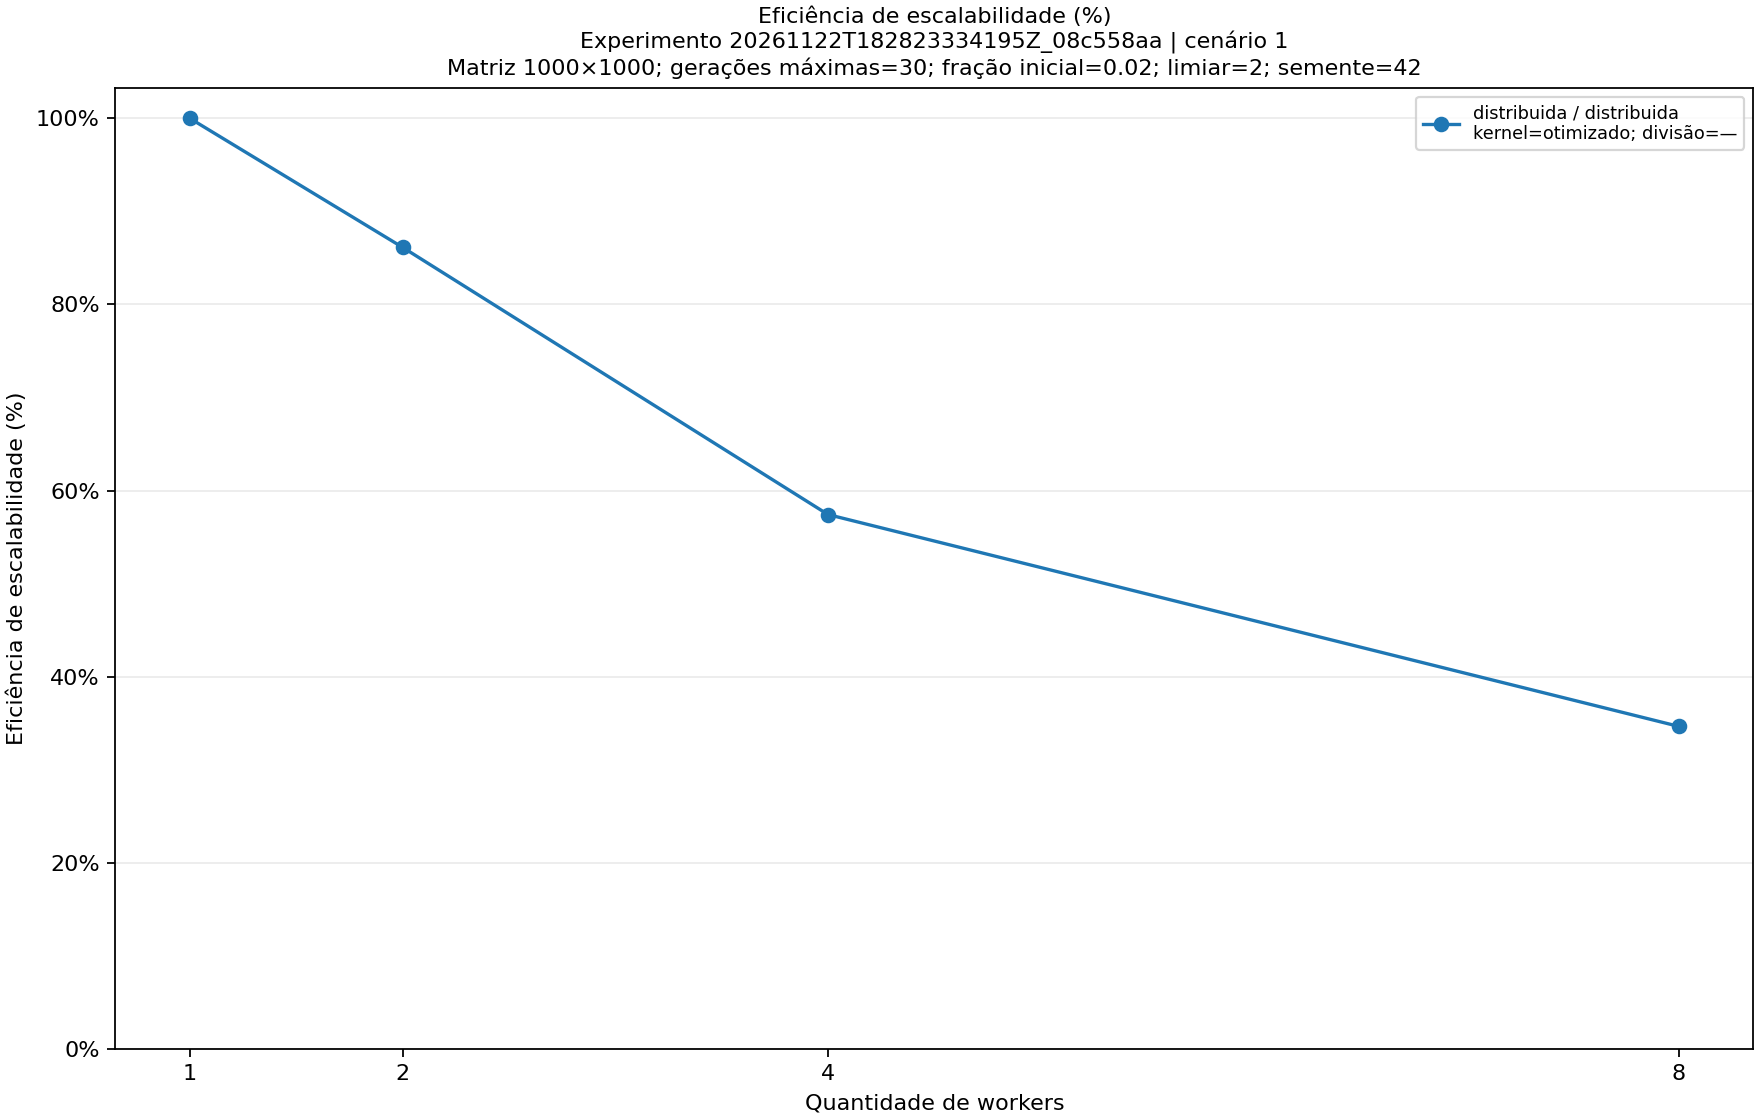 Eficiência de escalabilidade (%)
Experimento 20261122T182823334195Z_08c558aa | cenário 1
Matriz 1000×1000; gerações máximas=30; fração inicial=0.02; limiar=2; semente=42
distribuida / distribuida
kernel=otimizado; divisão=—
Eficiência de escalabilidade (%)
100%
80%
60%
40%
20%
0%
1
2
4
8
Quantidade de workers